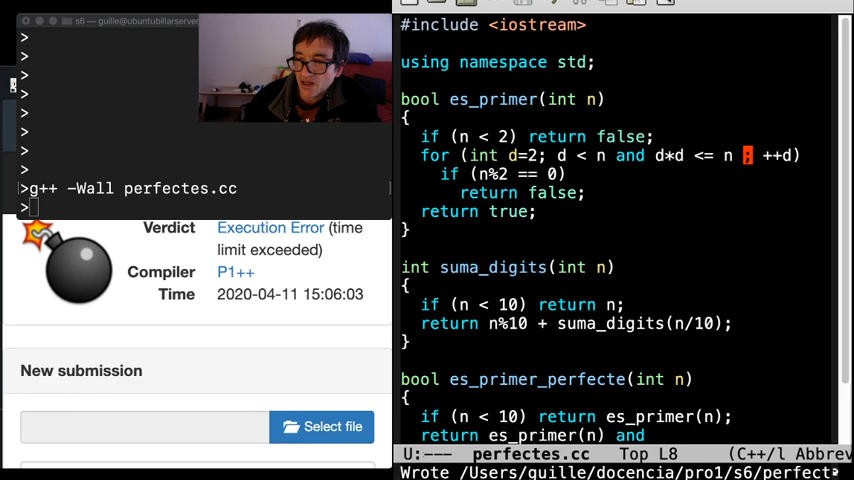 s6 — guille@ubuntubillarserver
>
>
>
>
>
>
>
>
>g++ -Wall perfectes.cc
>
Verdict Execution Error (time limit exceeded)
Compiler P1++
Time 2020-04-11 15:06:03
New submission
Select file
#include <iostream>
using namespace std;
bool es_primer(int n)
{
if (n < 2) return false;
for (int d=2; d < n and d*d <= n ; ++d)
if (n%2 == 0)
return false;
return true;
}
int suma_digits(int n)
{
if (n < 10) return n;
return n%10 + suma_digits(n/10);
}
bool es_primer_perfecte(int n)
{
if (n < 10) return es_primer(n);
return es_primer(n) and
U:--- perfectes.cc Top L8 (C++/l Abbrev
Wrote /Users/guille/docencia/pro1/s6/perfect